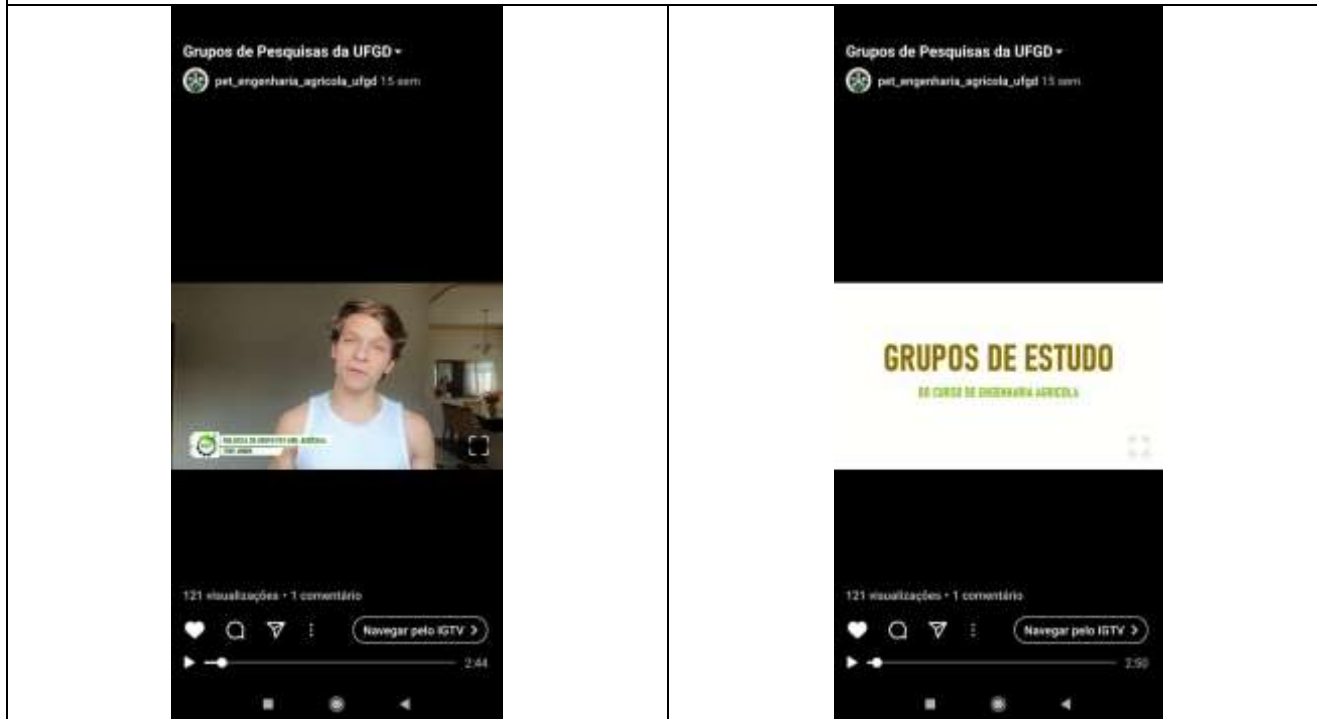 Grupos de Pesquisas da UFGD
pet_engenharia_agricola_ufgd 15 sem
121 visualizações • 1 comentário
Navegar pelo IGTV >
2:44
Grupos de Pesquisas da UFGD
pet_engenharia_agricola_ufgd 15 sem
GRUPOS DE ESTUDO
DO CURSO DE ENGENHARIA AGRÍCOLA
121 visualizações • 1 comentário
Navegar pelo IGTV >
2:50